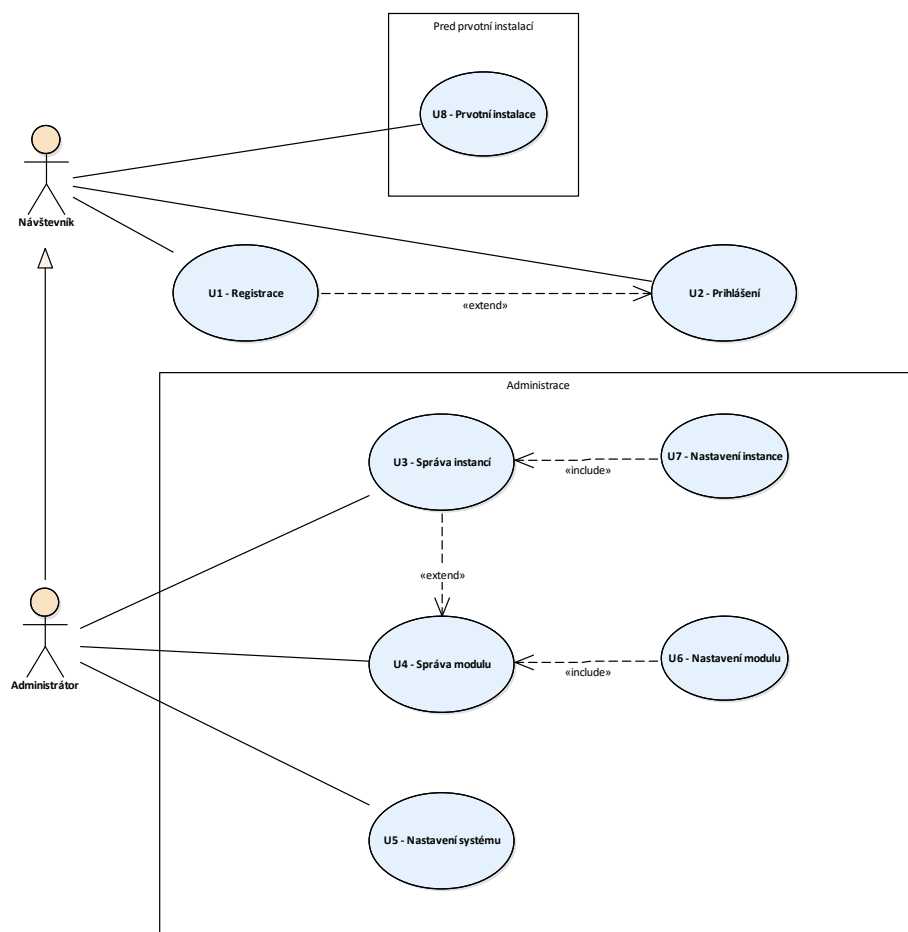 Pred prvotní instalací
U8 - Prvotní instalace
Návštevník
U1 - Registrace
«extend»
U2 - Prihlášení
Administrace
U3 - Správa instancí
«include»
U7 - Nastavení instance
«extend»
U4 - Správa modulu
«include»
U6 - Nastavení modulu
Administrátor
U5 - Nastavení systému